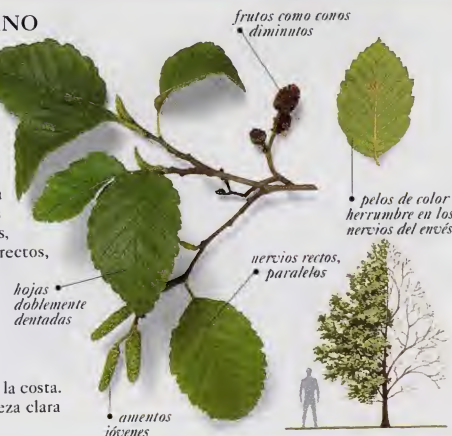 NO
frutos como conos
diminutos
s,
rectos,
pelos de color
herrumbre en los
nervios del envés
nervios rectos,
paralelos
hojas
doblemente
dentadas
la costa.
eza clara
amentos
jóvenes